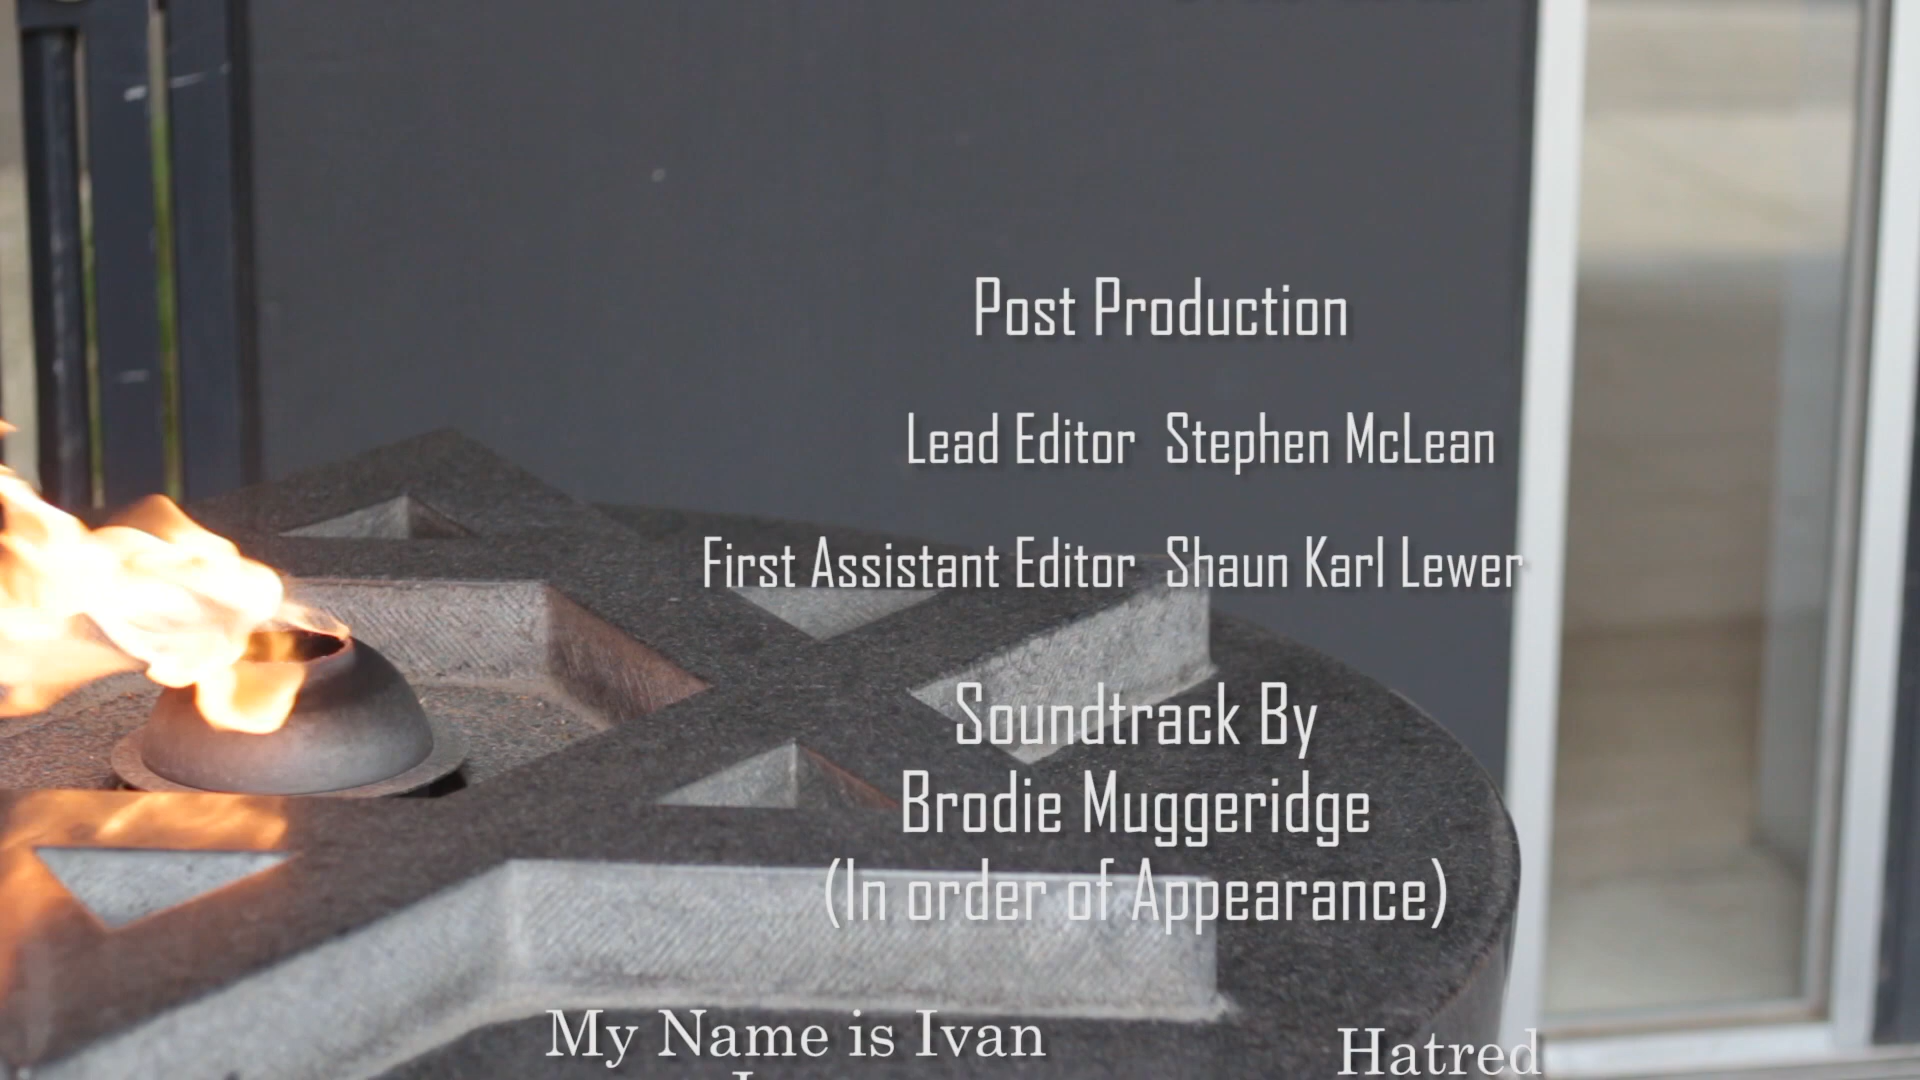 Post Production
Lead Editor Stephen McLean
First Assistant Editor Shaun Karl Lewer
Soundtrack By
Brodie Muggeridge
(In order of Appearance)
My Name is Ivan
Hatred